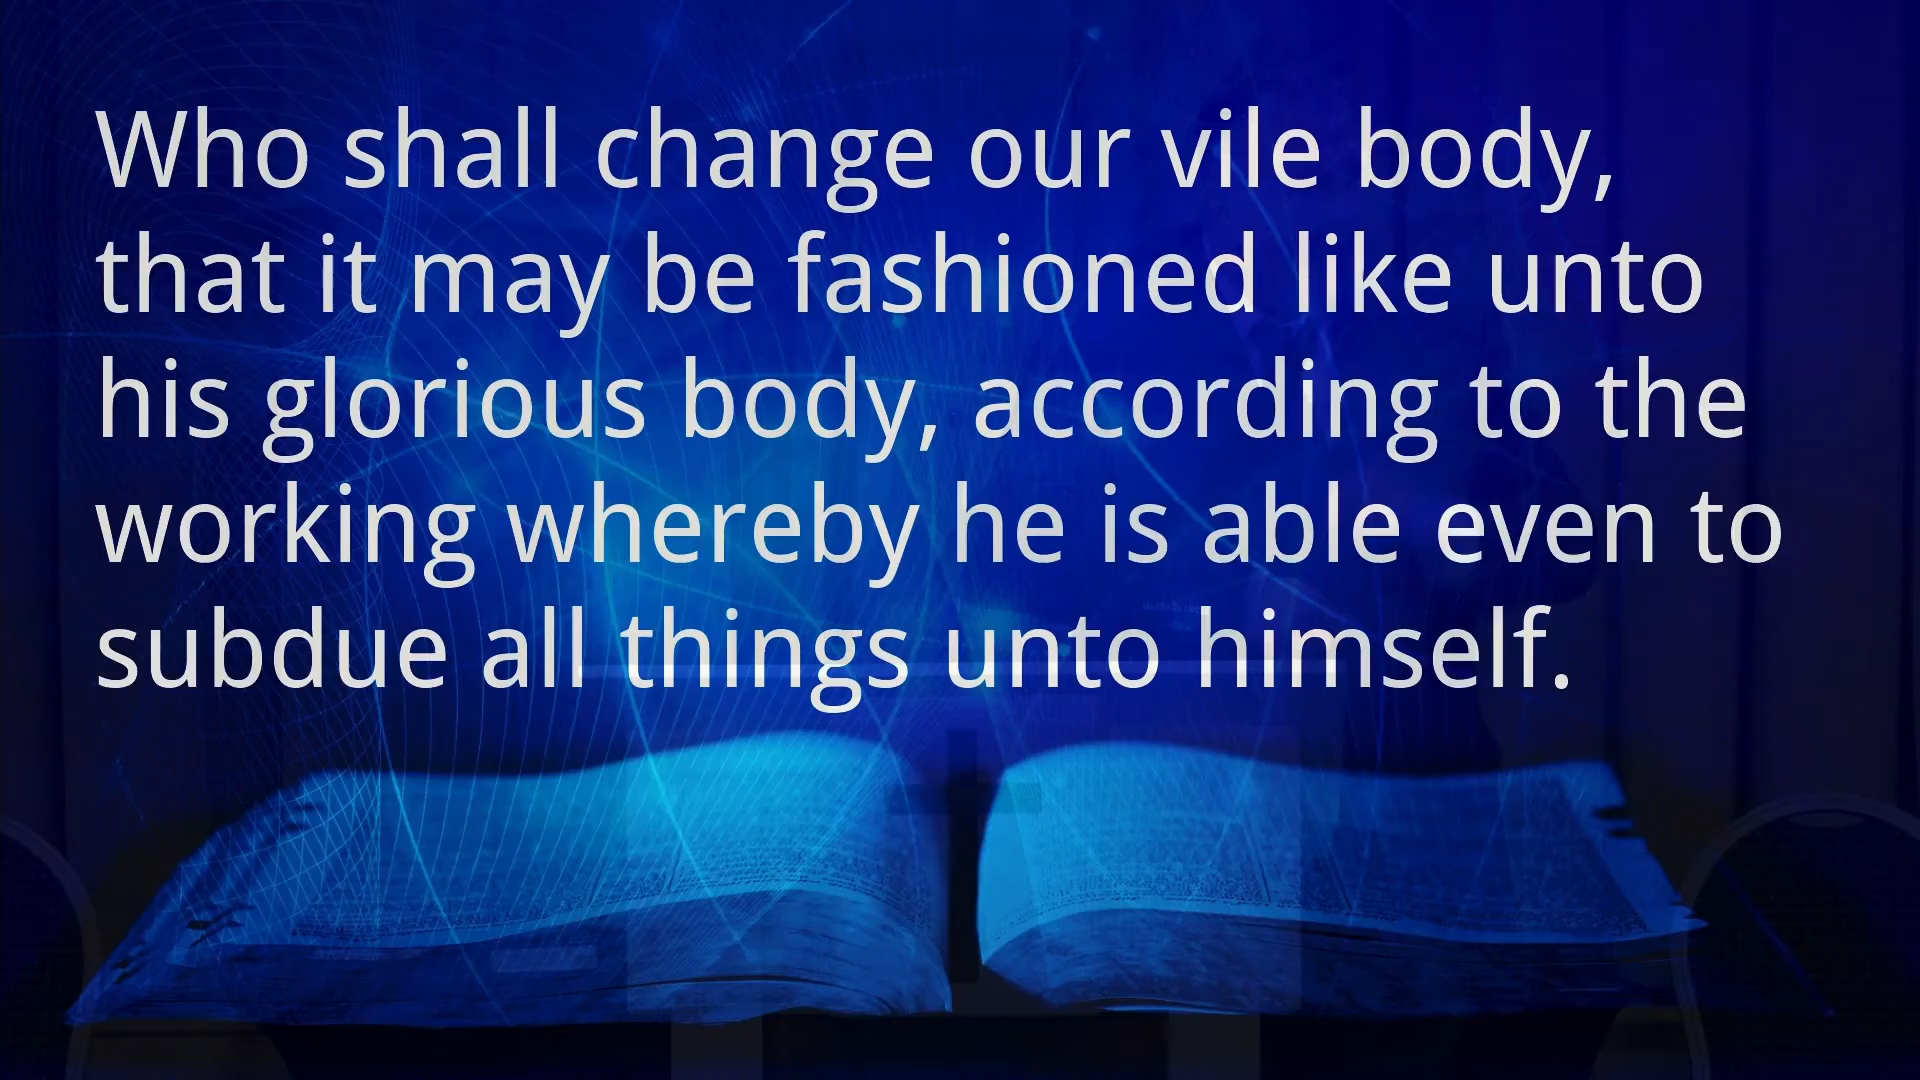 Who shall change our vile body,
that it may be fashioned like unto
his glorious body, according to the
working whereby he is able even to
subdue all things unto himself.